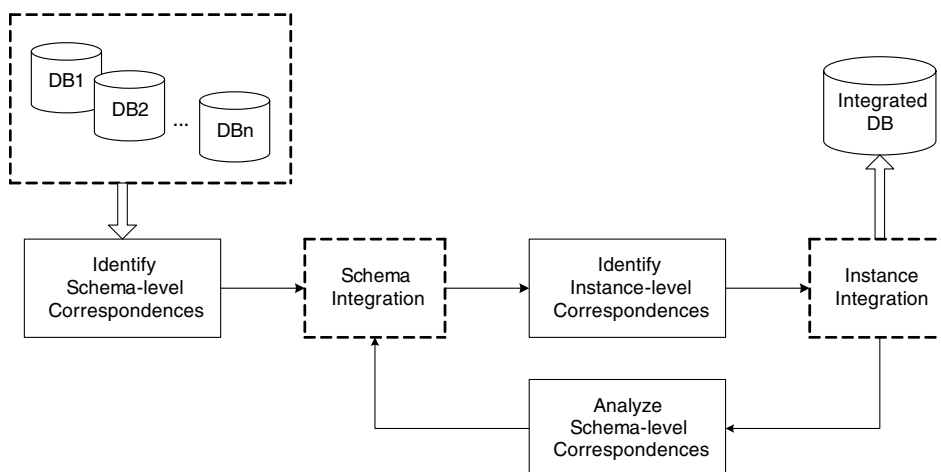 DB1
DB2
...
DBn
Integrated
DB
Identify
Schema-level
Correspondences
Schema
Integration
Identify
Instance-level
Correspondences
Instance
Integration
Analyze
Schema-level
Correspondences